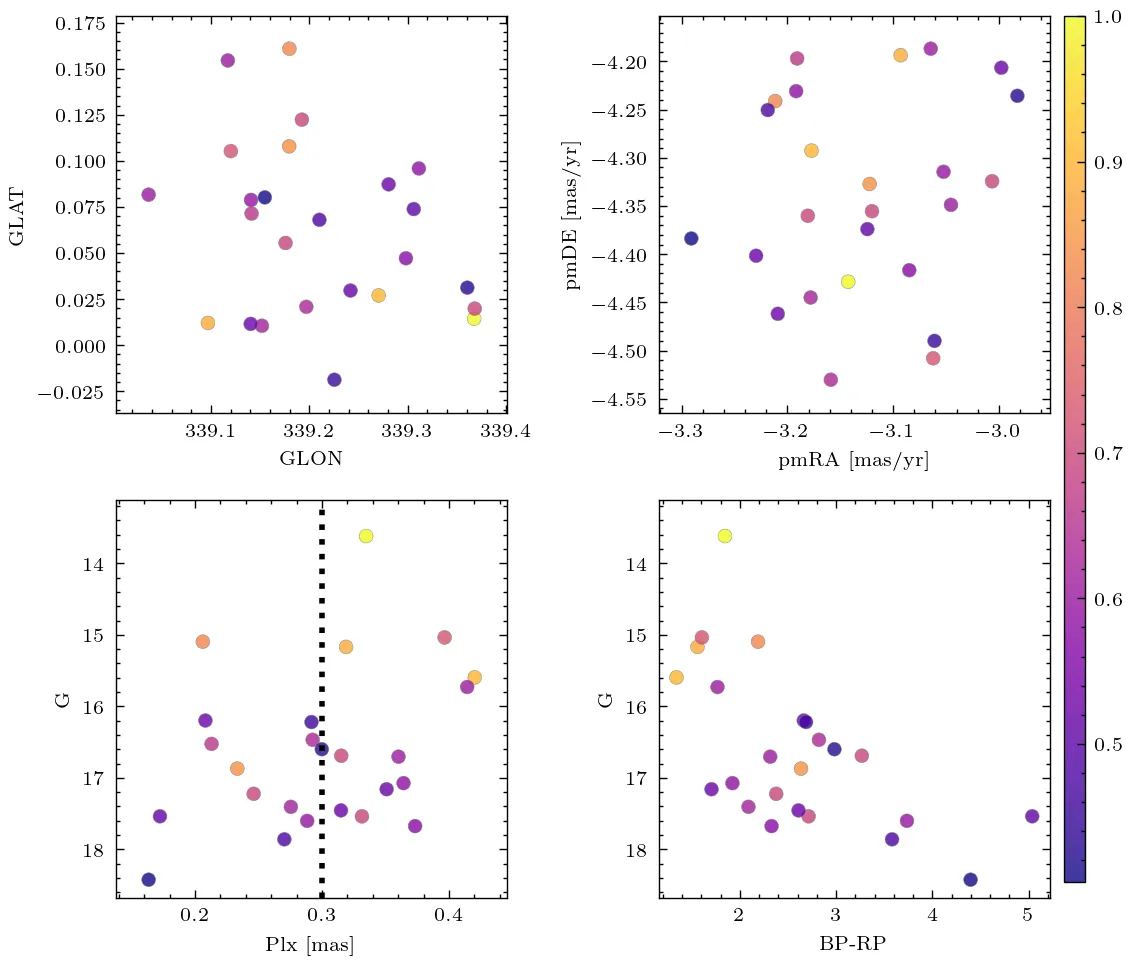 0.175
0.150
0.125
0.100
0.075
0.050
0.025
0.000
−0.025
GLAT
339.1 339.2 339.3 339.4
GLON
−4.20
−4.25
−4.30
−4.35
−4.40
−4.45
−4.50
−4.55
pmDE [mas/yr]
−3.3 −3.2 −3.1 −3.0
pmRA [mas/yr]
14
15
16
17
18
G
0.2 0.3 0.4
Plx [mas]
14
15
16
17
18
G
2 3 4 5
BP-RP
1.0
0.9
0.8
0.7
0.6
0.5